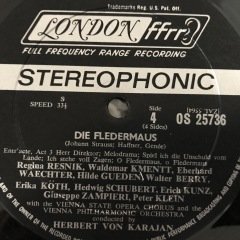 Trade Mark Reg. U.S. Pat. Off.
LONDON ffrr
FULL FREQUENCY RANGE RECORDING
STEREOPHONIC
S
SPEED 33⅓
Side
4
(4 Sides)
OS 25736
DIE FLEDERMAUS
(Johann Strauss; Haffner, Genée)
Entr'acte, Act 3 Herr Direktor; Melodrama; Spiel ich die Unschuld vom
Lande; Ich stehe voll Zagen; O Fledermaus, O Fledermaus
Regina RESNIK, Waldemar KMENTT, Eberhard
WAECHTER, Hilde GUEDEN, Walter BERRY,
Erika KÖTH, Hedwig SCHUBERT, Erich KUNZ,
Giuseppe ZAMPIERI, Peter KLEIN
with the VIENNA STATE OPERA CHORUS and the
VIENNA PHILHARMONIC ORCHESTRA
conducted by
HERBERT VON KARAJAN